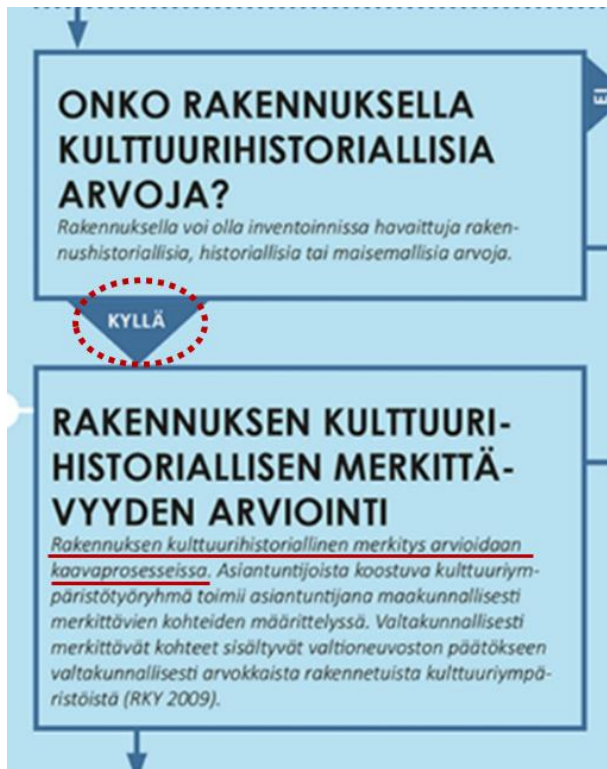 ONKO RAKENNUKSELLA
KULTTUURIHISTORIALLISIA
ARVOJA?
Rakennuksella voi olla inventoinnissa havaittuja raken-
nushistoriallisia, historiallisia tai maisemallisia arvoja.
EI
KYLLÄ
RAKENNUKSEN KULTTUURI-
HISTORIALLISEN MERKITTÄ-
VYYDEN ARVIOINTI
Rakennuksen kulttuurihistoriallinen merkitys arvioidaan
kaavaprosesseissa. Asiantuntijoista koostuva kulttuuriym-
päristötyöryhmä toimii asiantuntijana maakunnallisesti
merkittävien kohteiden määrittelyssä. Valtakunnallisesti
merkittävät kohteet sisältyvät valtioneuvoston päätökseen
valtakunnallisesti arvokkaista rakennetuista kulttuuriympä-
ristöistä (RKY 2009).